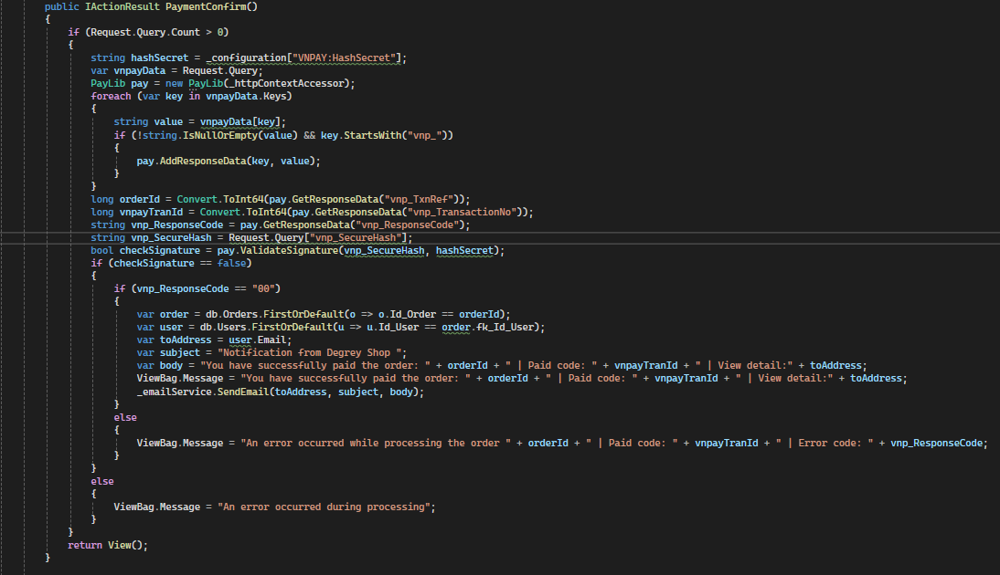 public IActionResult PaymentConfirm()
{
if (Request.Query.Count > 0)
{
string hashSecret = _configuration["VNPAY:HashSecret"];
var vnpayData = Request.Query;
PayLib pay = new PayLib(_httpContextAccessor);
foreach (var key in vnpayData.Keys)
{
string value = vnpayData[key];
if (!string.IsNullOrEmpty(value) && key.StartsWith("vnp_"))
{
pay.AddResponseData(key, value);
}
}
long orderId = Convert.ToInt64(pay.GetResponseData("vnp_TxnRef"));
long vnpayTranId = Convert.ToInt64(pay.GetResponseData("vnp_TransactionNo"));
string vnp_ResponseCode = pay.GetResponseData("vnp_ResponseCode");
string vnp_SecureHash = Request.Query["vnp_SecureHash"];
bool checkSignature = pay.ValidateSignature(vnp_SecureHash, hashSecret);
if (checkSignature == false)
{
if (vnp_ResponseCode == "00")
{
var order = db.Orders.FirstOrDefault(o => o.Id_Order == orderId);
var user = db.Users.FirstOrDefault(u => u.Id_User == order.fk_Id_User);
var toAddress = user.Email;
var subject = "Notification from Degrey Shop ";
var body = "You have successfully paid the order: " + orderId + " | Paid code: " + vnpayTranId + " | View detail:" + toAddress;
ViewBag.Message = "You have successfully paid the order: " + orderId + " | Paid code: " + vnpayTranId + " | View detail:" + toAddress;
_emailService.SendEmail(toAddress, subject, body);
}
else
{
ViewBag.Message = "An error occurred while processing the order " + orderId + " | Paid code: " + vnpayTranId + " | Error code: " + vnp_ResponseCode;
}
}
else
{
ViewBag.Message = "An error occurred during processing";
}
}
return View();
}